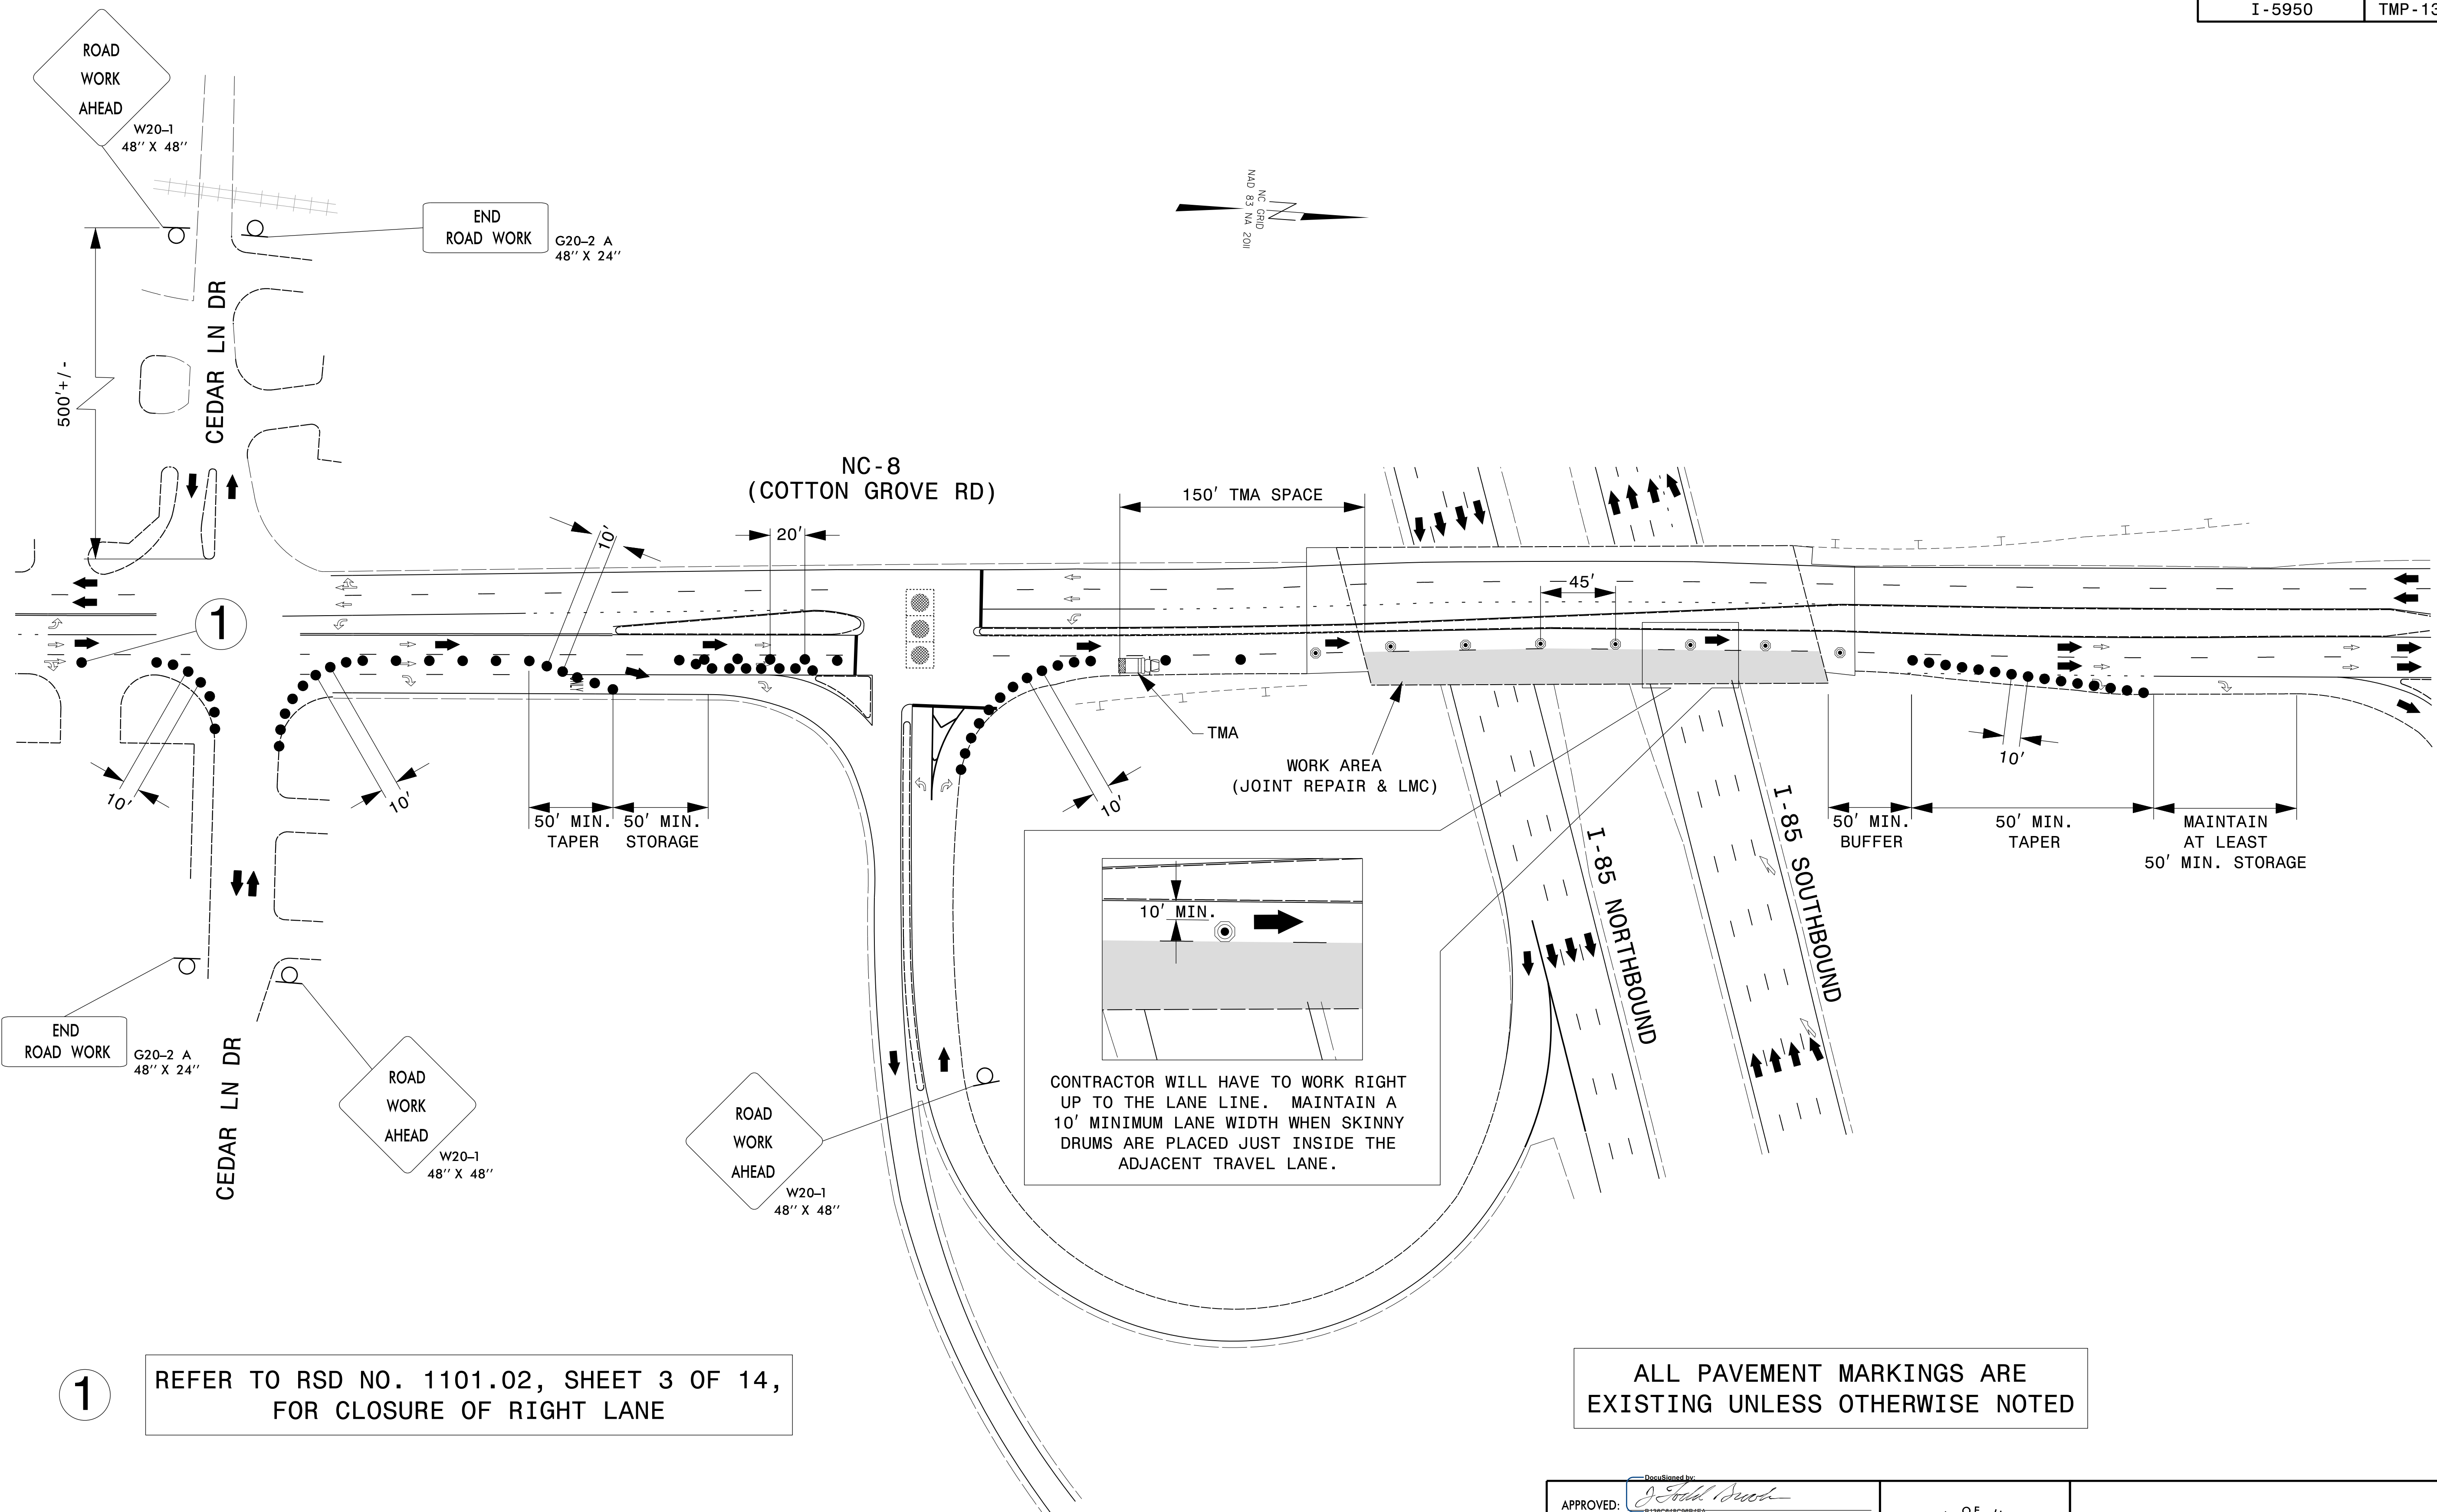 I-5950 TMP-13
ROAD
WORK
AHEAD
W20-1
48'' X 48''
END
ROAD WORK
G20-2 A
48'' X 24''
NC GRID
NAD 83 NA 2011
500'+/-
CEDAR LN DR
NC-8
(COTTON GROVE RD)
10'
20'
150' TMA SPACE
45'
1
ONLY
TMA
WORK AREA
(JOINT REPAIR & LMC)
10'
10'
10'
10'
50' MIN.
TAPER
50' MIN.
STORAGE
50' MIN.
BUFFER
50' MIN.
TAPER
MAINTAIN
AT LEAST
50' MIN. STORAGE
I-85 NORTHBOUND
I-85 SOUTHBOUND
10' MIN.
CONTRACTOR WILL HAVE TO WORK RIGHT
UP TO THE LANE LINE. MAINTAIN A
10' MINIMUM LANE WIDTH WHEN SKINNY
DRUMS ARE PLACED JUST INSIDE THE
ADJACENT TRAVEL LANE.
END
ROAD WORK
G20-2 A
48'' X 24''
CEDAR LN DR
ROAD
WORK
AHEAD
W20-1
48'' X 48''
ROAD
WORK
AHEAD
W20-1
48'' X 48''
1
REFER TO RSD NO. 1101.02, SHEET 3 OF 14,
FOR CLOSURE OF RIGHT LANE
ALL PAVEMENT MARKINGS ARE
EXISTING UNLESS OTHERWISE NOTED
DocuSigned by:
APPROVED: J. Todd Brook
OF